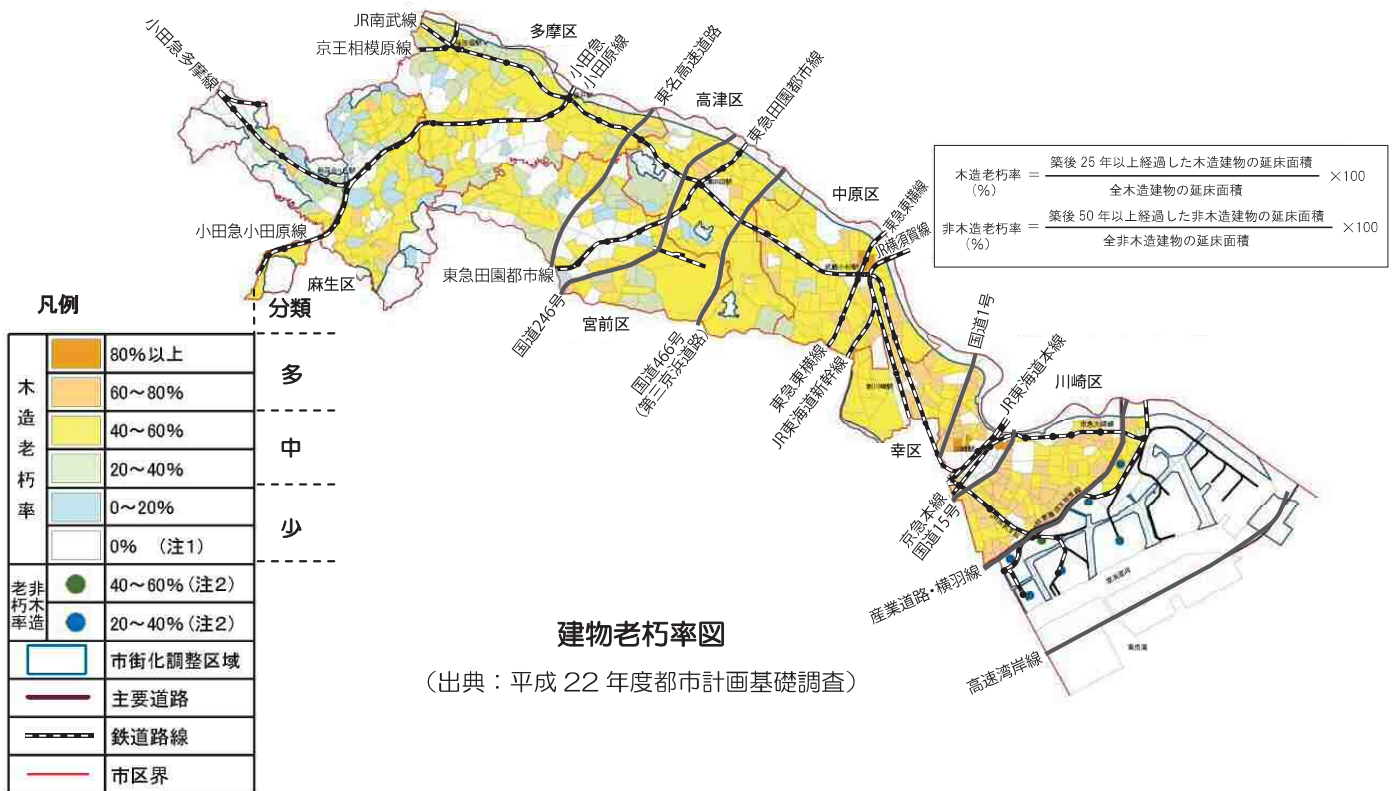 JR南武線
多摩区
京王相模原線
小田急
小田原線
小田急多摩線
東名高速道路
高津区
東急田園都市線
中原区
東急東横線
JR横須賀線
小田急小田原線
麻生区
東急田園都市線
国道246号
宮前区
国道466号
(第三京浜道路)
東急東横線
JR東海道新幹線
国道1号
JR東海道本線
川崎区
幸区
京急本線
国道15号
産業道路・横羽線
高速湾岸線
木造老朽率
(%)
=
築後 25 年以上経過した木造建物の延床面積
全木造建物の延床面積
×100
非木造老朽率
(%)
=
築後 50 年以上経過した非木造建物の延床面積
全非木造建物の延床面積
×100
凡例
分類
木造老朽率
80%以上
60～80%
多
40～60%
20～40%
中
0～20%
0% (注1)
少
非木造
老朽率
40～60%(注2)
20～40%(注2)
市街化調整区域
主要道路
鉄道路線
市区界
建物老朽率図
（出典：平成 22 年度都市計画基礎調査）